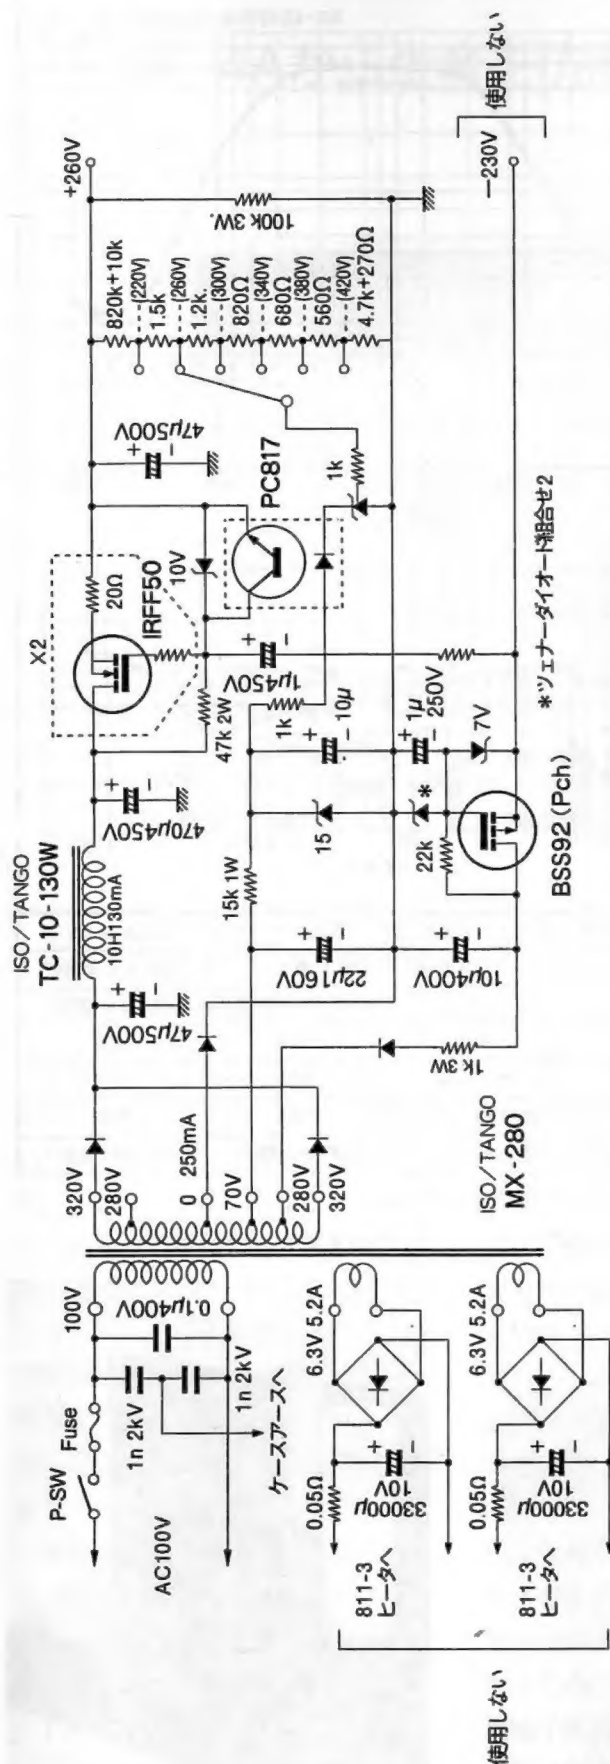 P-SW
Fuse
100V
0.1μ400V
1n 2kV
1n 2kV
AC100V
ケースアースへ
320V
280V
0
250mA
70V
280V
320V
ISO/TANGO
MX-280
ISO/TANGO
TC-10-130W
10H130mA
+
−
47μ500V
+
−
470μ450V
X2
20Ω
IRFF50
47k 2W
10V
+
−
1μ450V
PC817
+
−
47μ500V
+260V
820k+10k
(220V)
1.5k
(260V)
1.2k.
(300V)
820Ω
(340V)
680Ω
(380V)
560Ω
(420V)
4.7k+270Ω
100k 3W.
1k
1k
15k 1W
15
+
−
10μ
+
−
22μ160V
+
−
10μ400V
1k 3W
22k
*
+
−
1μ
250V
7V
BSS92 (Pch)
*ツェナーダイオード組合せ2
−230V
使用しない
6.3V 5.2A
+
−
33000μ
10V
0.05Ω
811-3
ヒータへ
6.3V 5.2A
+
−
33000μ
10V
0.05Ω
811-3
ヒータへ
使用しない